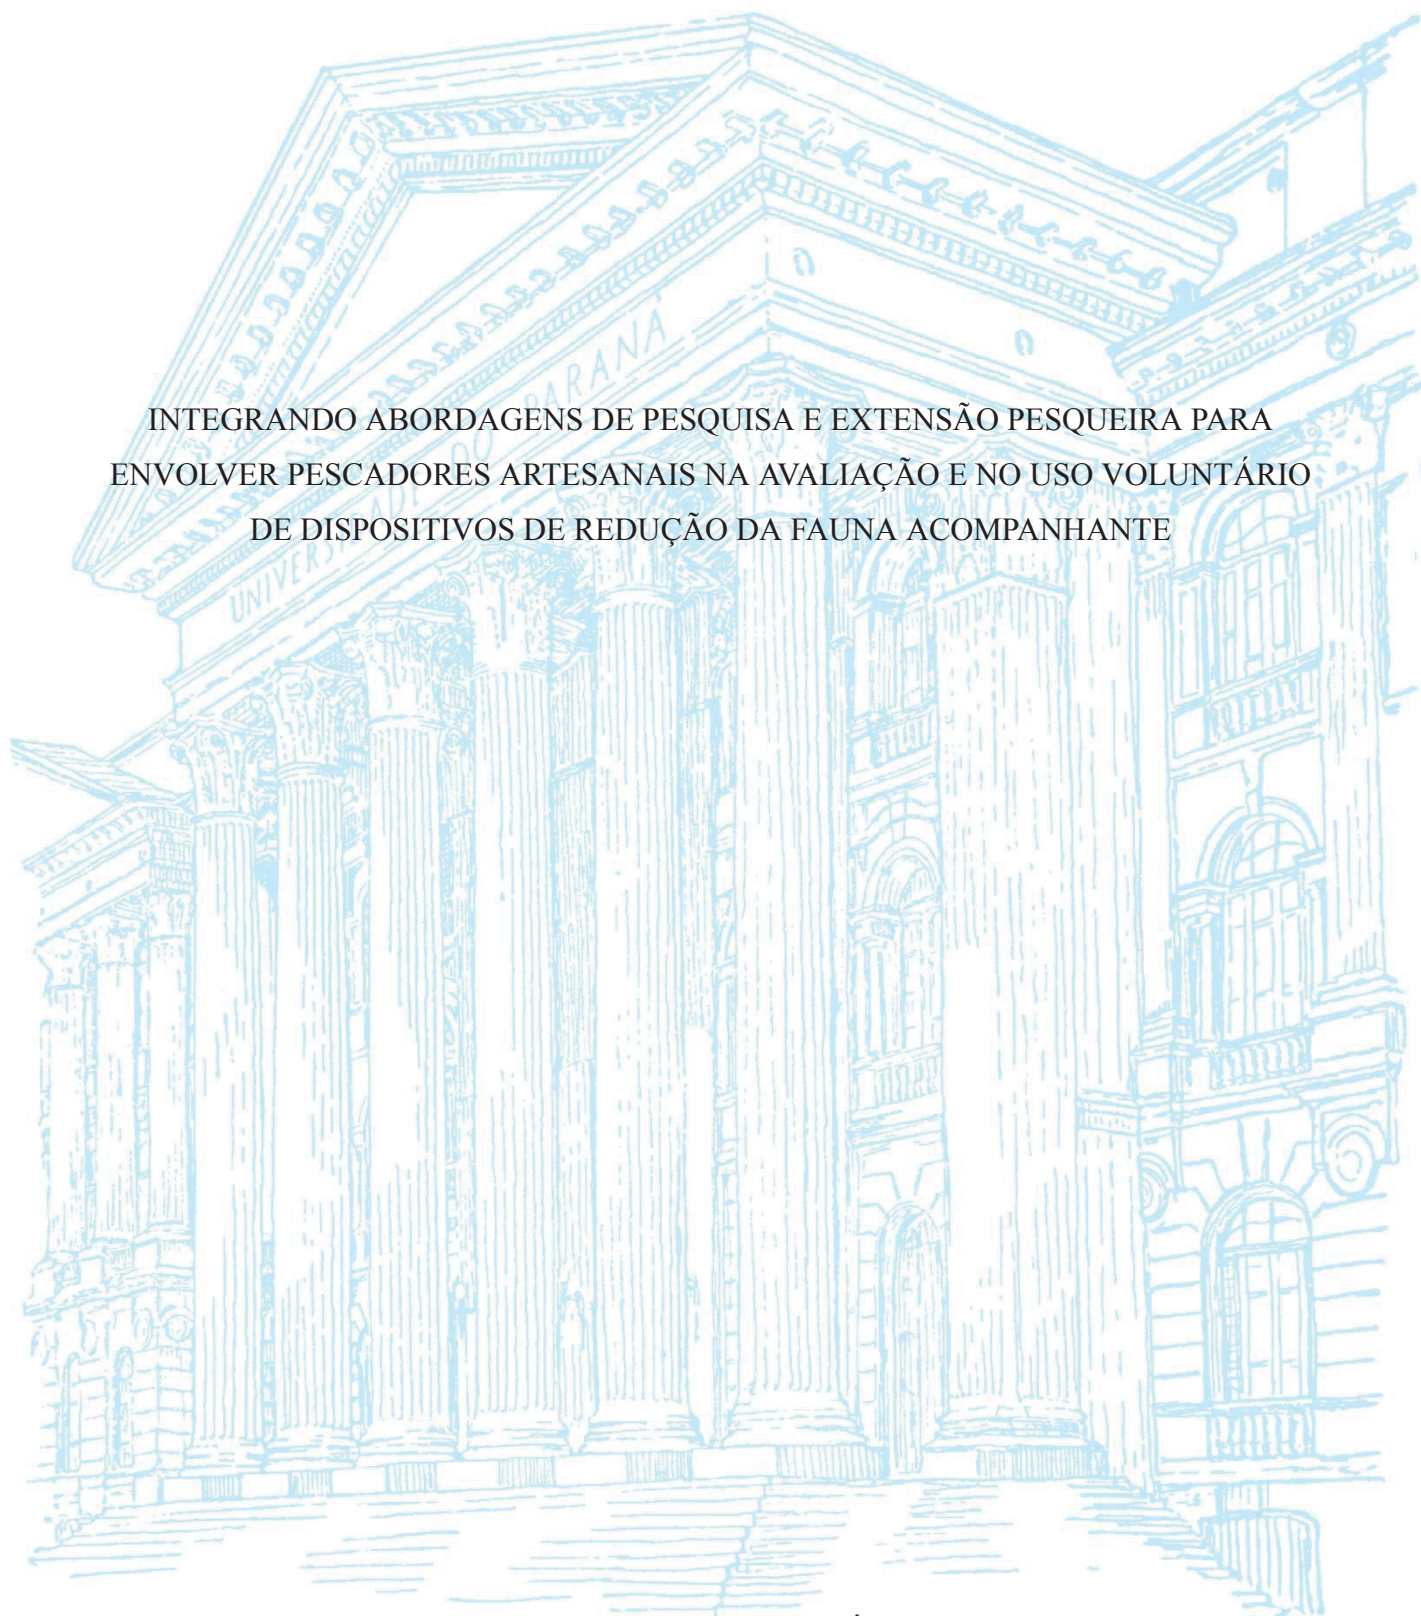 INTEGRANDO ABORDAGENS DE PESQUISA E EXTENSÃO PESQUEIRA PARA
ENVOLVER PESCADORES ARTESANAIS NA AVALIAÇÃO E NO USO VOLUNTÁRIO
DE DISPOSITIVOS DE REDUÇÃO DA FAUNA ACOMPANHANTE
PARANÁ